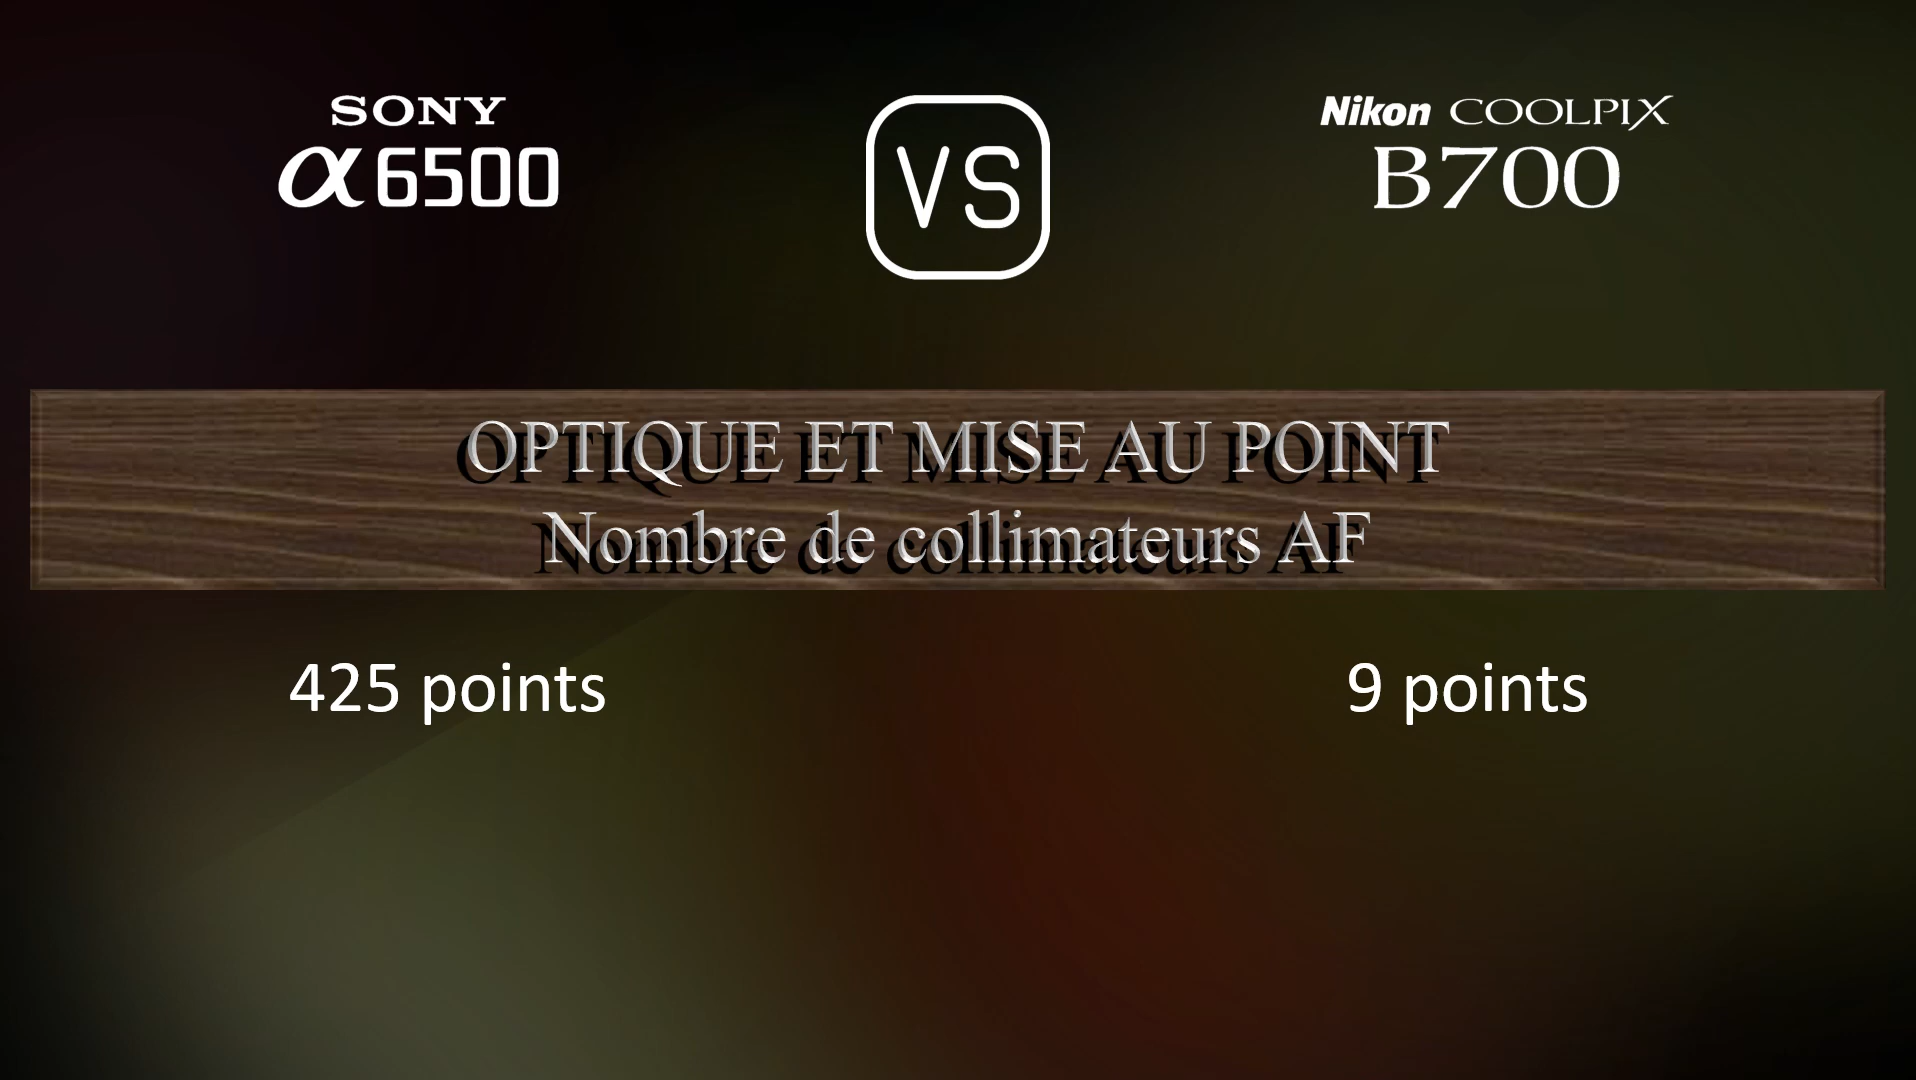 SONY
α6500
VS
Nikon COOLPIX
B700
OPTIQUE ET MISE AU POINT
Nombre de collimateurs AF
425 points
9 points